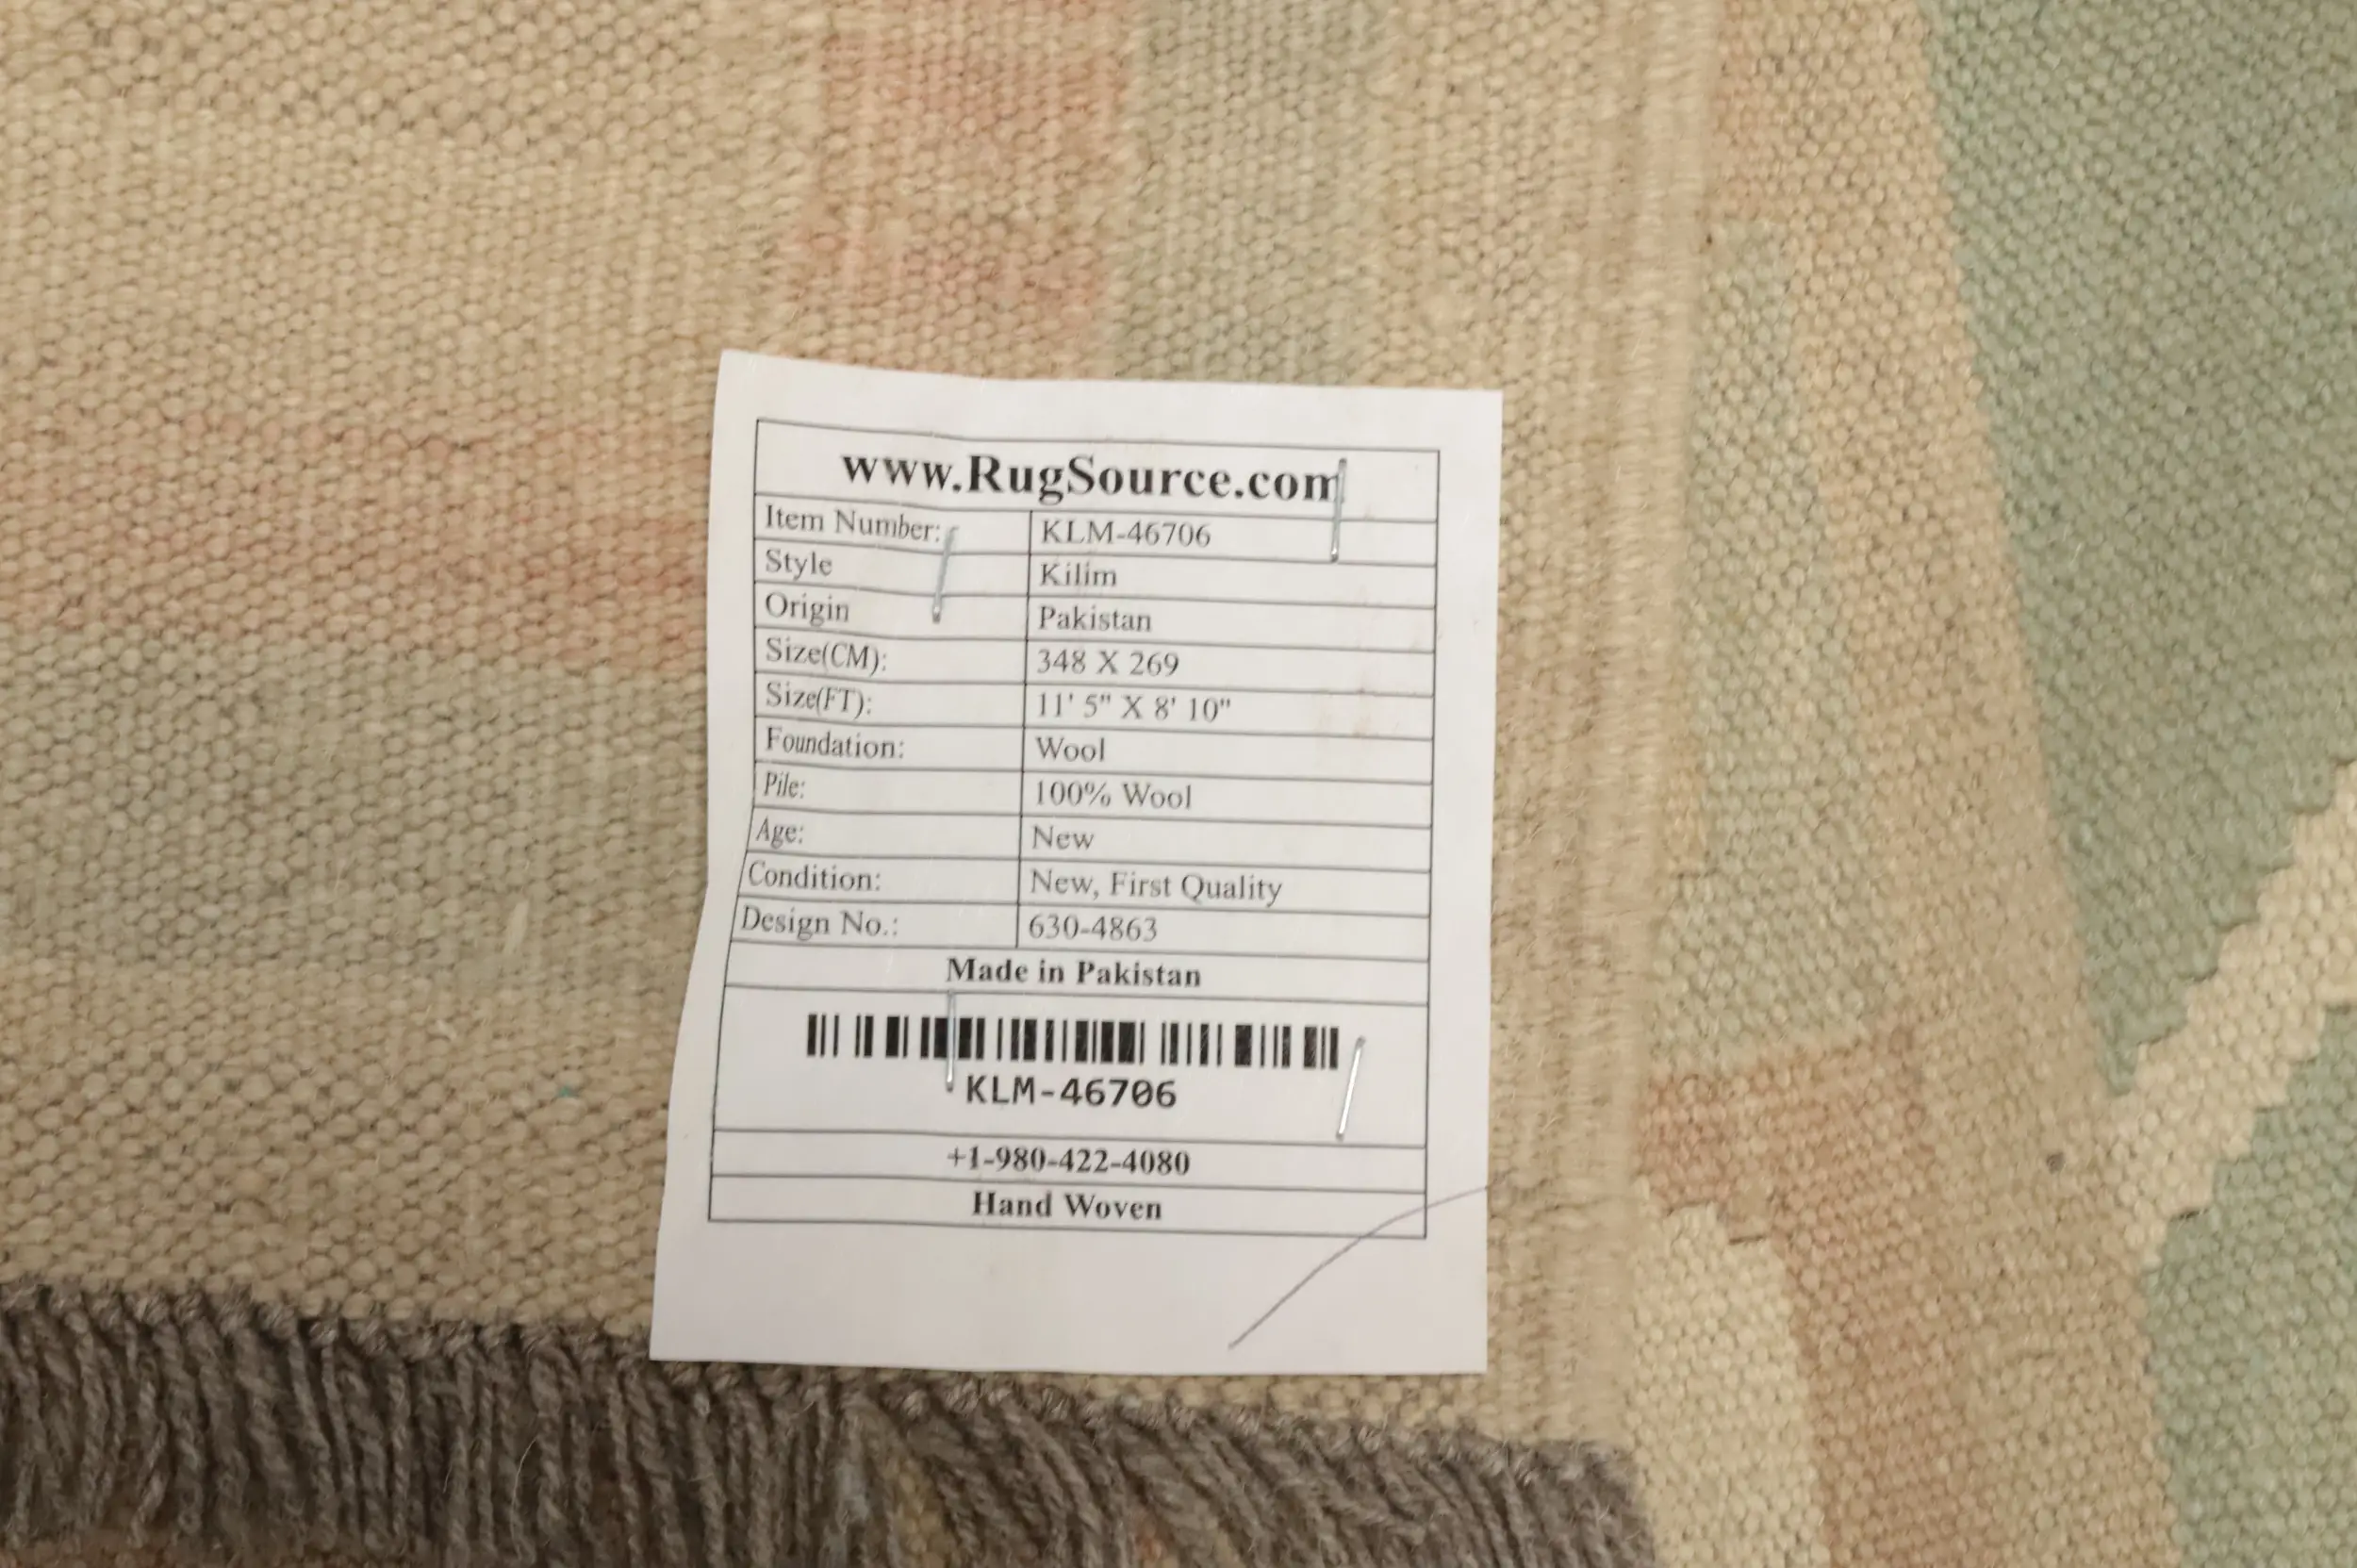 www.RugSource.com
Item Number: KLM-46706
Style Kilim
Origin Pakistan
Size(CM): 348 X 269
Size(FT): 11' 5" X 8' 10"
Foundation: Wool
Pile: 100% Wool
Age: New
Condition: New, First Quality
Design No.: 630-4863
Made in Pakistan
KLM-46706
+1-980-422-4080
Hand Woven